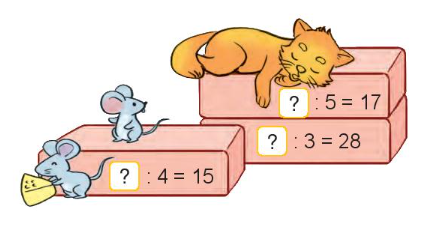 ? : 5 = 17
? : 3 = 28
? : 4 = 15